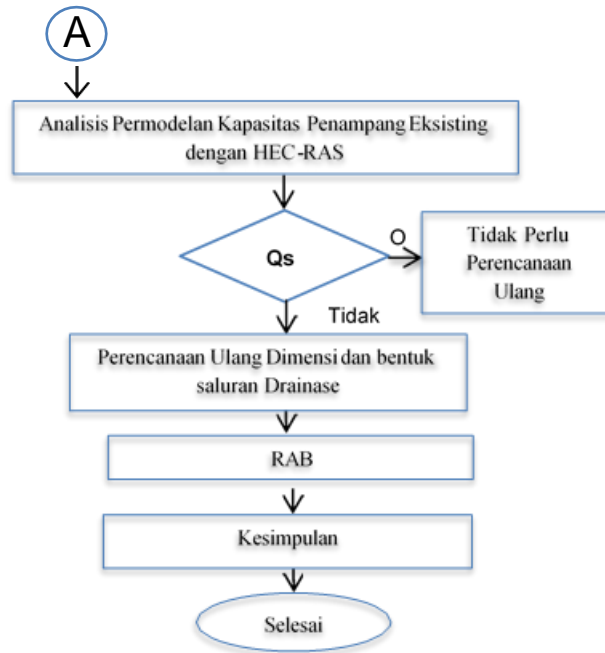 A
Analisis Permodelan Kapasitas Penampang Eksisting
dengan HEC-RAS
Qs
O
Tidak Perlu
Perencanaan
Ulang
Tidak
Perencanaan Ulang Dimensi dan bentuk
saluran Drainase
RAB
Kesimpulan
Selesai